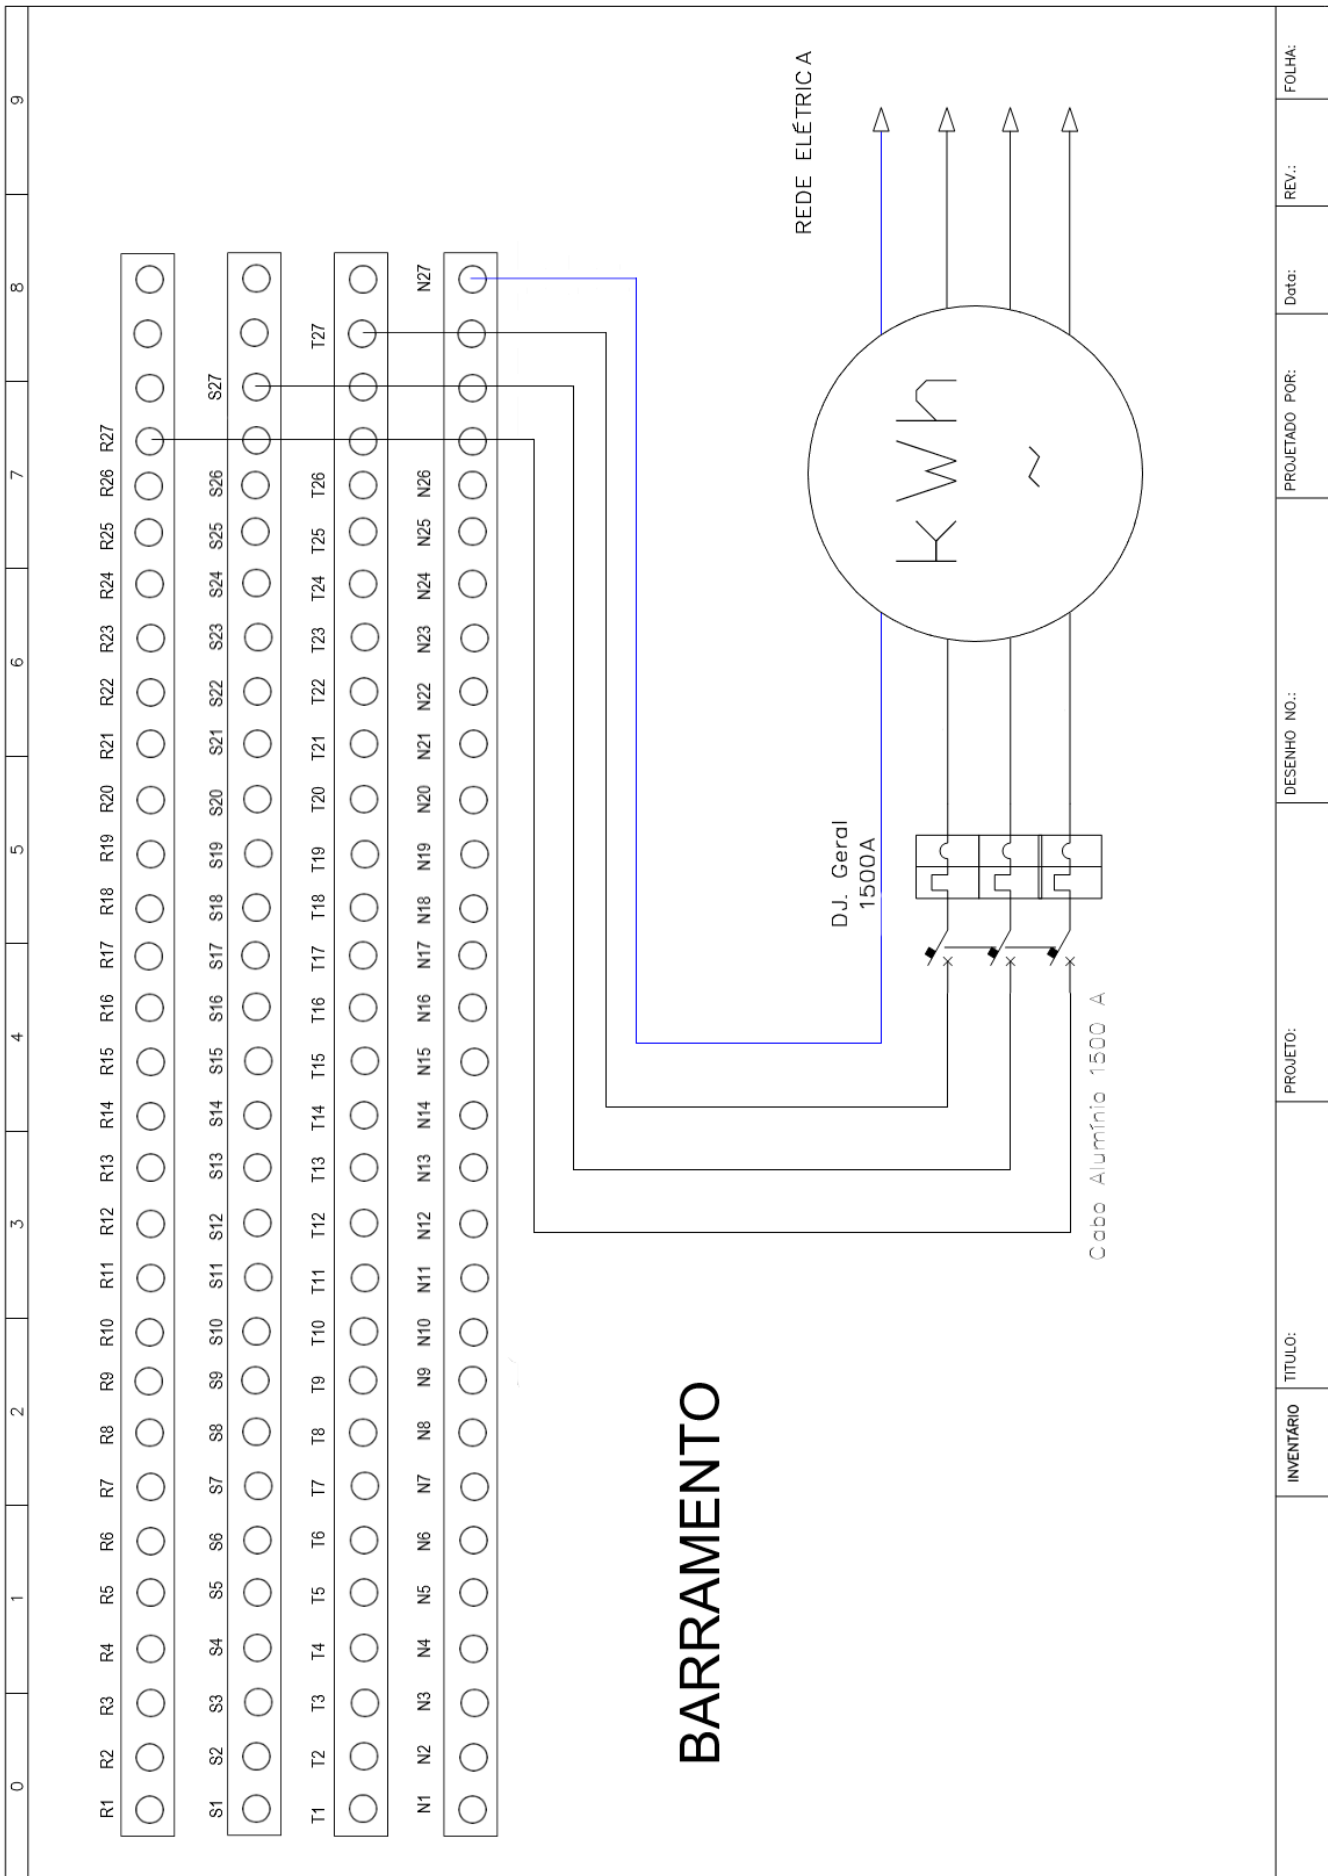 0 1 2 3 4 5 6 7 8 9
R1 R2 R3 R4 R5 R6 R7 R8 R9 R10 R11 R12 R13 R14 R15 R16 R17 R18 R19 R20 R21 R22 R23 R24 R25 R26 R27
S1 S2 S3 S4 S5 S6 S7 S8 S9 S10 S11 S12 S13 S14 S15 S16 S17 S18 S19 S20 S21 S22 S23 S24 S25 S26 S27
T1 T2 T3 T4 T5 T6 T7 T8 T9 T10 T11 T12 T13 T14 T15 T16 T17 T18 T19 T20 T21 T22 T23 T24 T25 T26 T27
N1 N2 N3 N4 N5 N6 N7 N8 N9 N10 N11 N12 N13 N14 N15 N16 N17 N18 N19 N20 N21 N22 N23 N24 N25 N26 N27
BARRAMENTO
REDE ELÉTRICA
DJ. Geral
1500A
KWh
~
Cabo Alumínio 1500 A
INVENTÁRIO TITULO: PROJETO: DESENHO NO.: PROJETADO POR: Data: REV.: FOLHA: